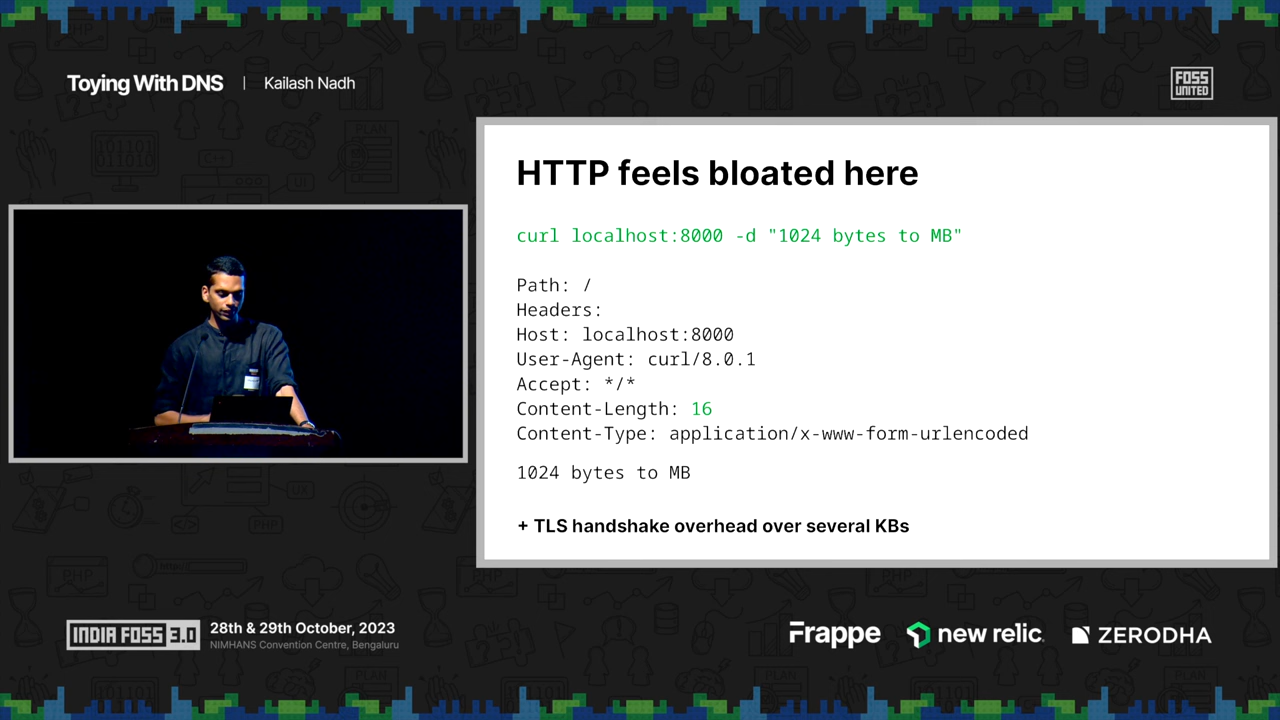 Toying With DNS | Kailash Nadh
FOSS
UNITED
HTTP feels bloated here
curl localhost:8000 -d "1024 bytes to MB"
Path: /
Headers:
Host: localhost:8000
User-Agent: curl/8.0.1
Accept: */*
Content-Length: 16
Content-Type: application/x-www-form-urlencoded
1024 bytes to MB
+ TLS handshake overhead over several KBs
INDIA FOSS 3.0
28th & 29th October, 2023
NIMHANS Convention Centre, Bengaluru
Frappe
new relic
ZERODHA